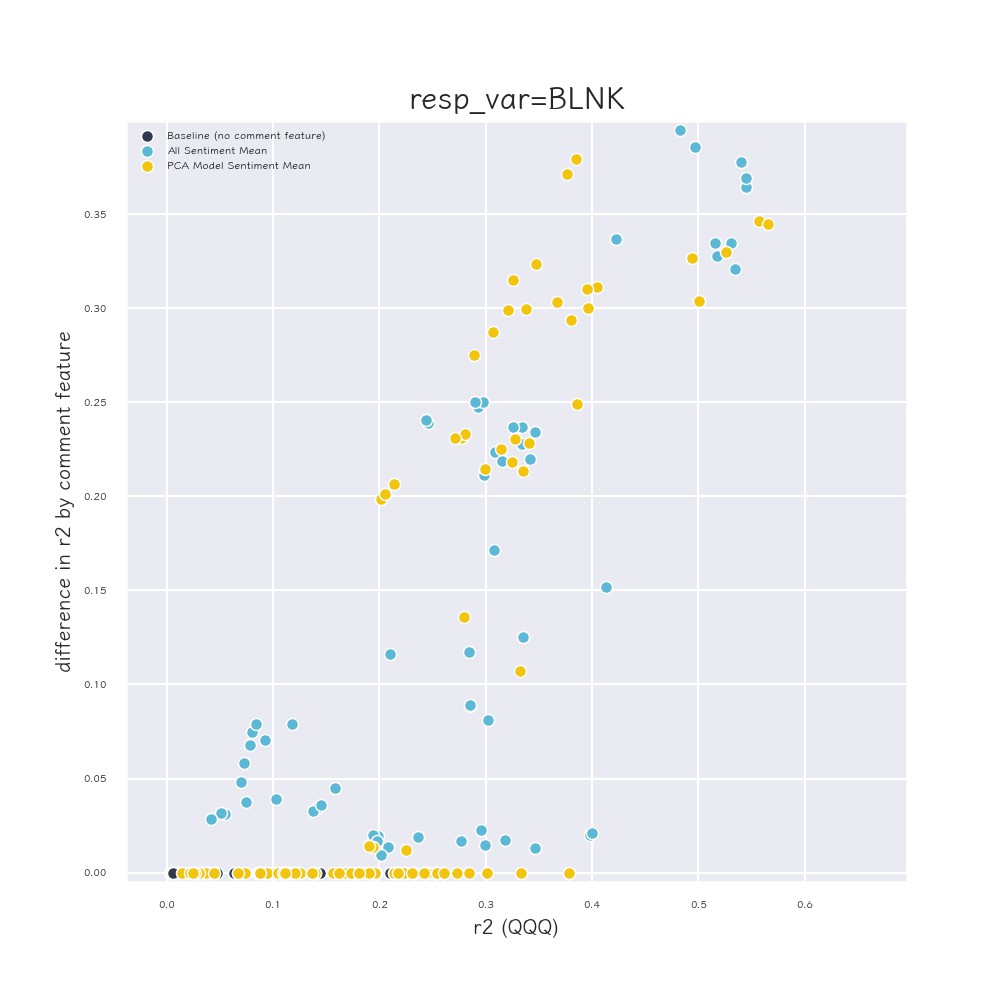 resp_var=BLNK
Baseline (no comment feature)
All Sentiment Mean
PCA Model Sentiment Mean
difference in r2 by comment feature
0.35
0.30
0.25
0.20
0.15
0.10
0.05
0.00
0.0 0.1 0.2 0.3 0.4 0.5 0.6
r2 (QQQ)